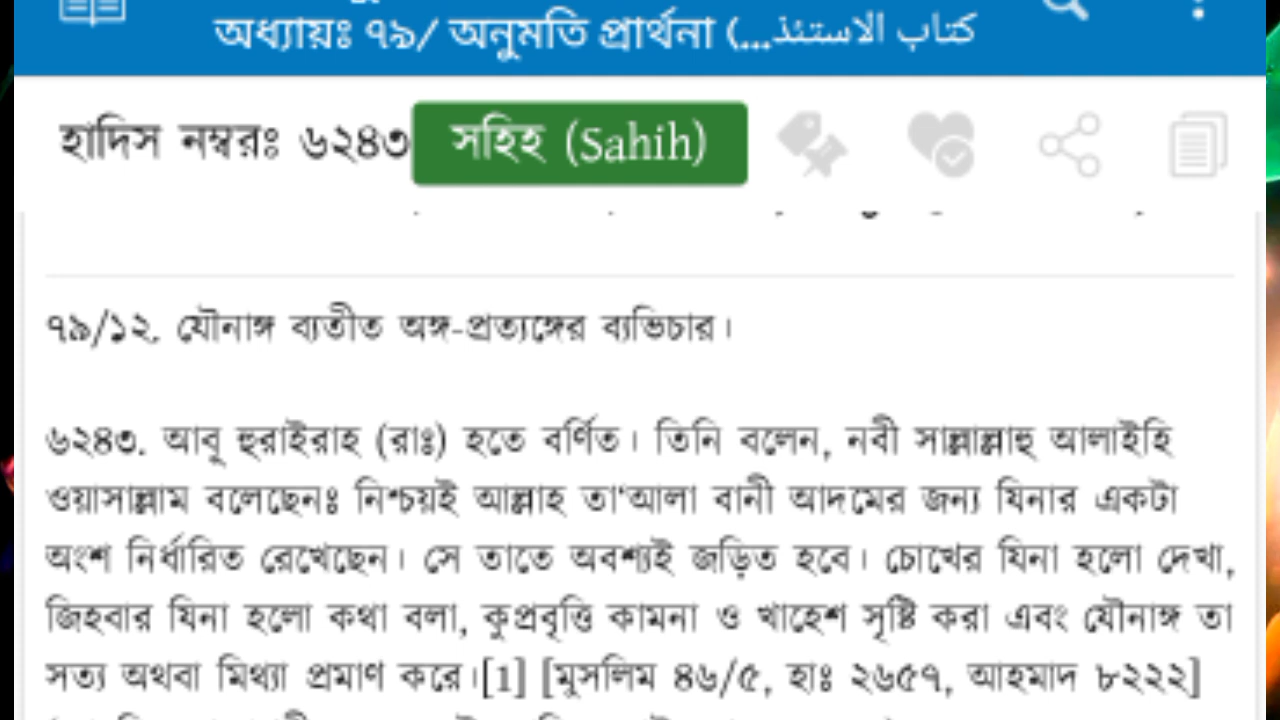 অধ্যায়ঃ ৭৯/ অনুমতি প্রার্থনা (...كتاب الاستئذ
হাদিস নম্বরঃ ৬২৪৩ সহিহ (Sahih)
৭৯/১২. যৌনাঙ্গ ব্যতীত অঙ্গ-প্রত্যঙ্গের ব্যভিচার।
৬২৪৩. আবূ হুরাইরাহ (রাঃ) হতে বর্ণিত। তিনি বলেন, নবী সাল্লাল্লাহু আলাইহি
ওয়াসাল্লাম বলেছেনঃ নিশ্চয়ই আল্লাহ তা‘আলা বানী আদমের জন্য যিনার একটা
অংশ নির্ধারিত রেখেছেন। সে তাতে অবশ্যই জড়িত হবে। চোখের যিনা হলো দেখা,
জিহবার যিনা হলো কথা বলা, কুপ্রবৃত্তি কামনা ও খাহেশ সৃষ্টি করা এবং যৌনাঙ্গ তা
সত্য অথবা মিথ্যা প্রমাণ করে।[1] [মুসলিম ৪৬/৫, হাঃ ২৬৫৭, আহমাদ ৮২২২]